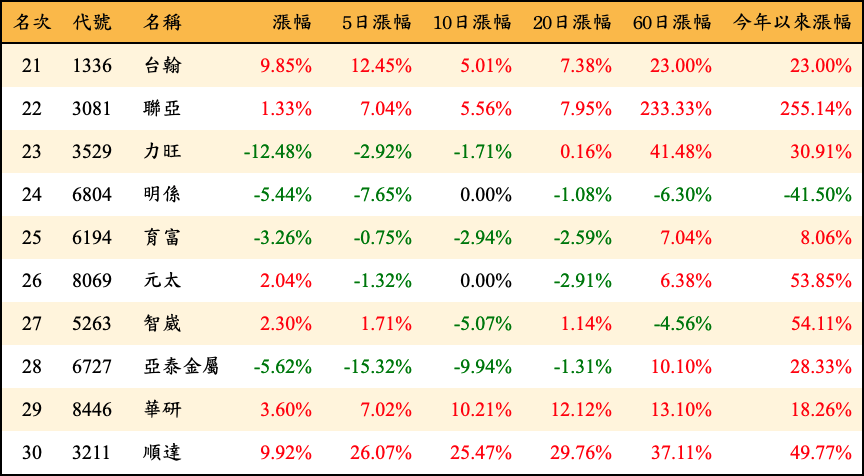 名次 代號 名稱 漲幅 5日漲幅 10日漲幅 20日漲幅 60日漲幅 今年以來漲幅
21 1336 台翰 9.85% 12.45% 5.01% 7.38% 23.00% 23.00%
22 3081 聯亞 1.33% 7.04% 5.56% 7.95% 233.33% 255.14%
23 3529 力旺 -12.48% -2.92% -1.71% 0.16% 41.48% 30.91%
24 6804 明係 -5.44% -7.65% 0.00% -1.08% -6.30% -41.50%
25 6194 育富 -3.26% -0.75% -2.94% -2.59% 7.04% 8.06%
26 8069 元太 2.04% -1.32% 0.00% -2.91% 6.38% 53.85%
27 5263 智崴 2.30% 1.71% -5.07% 1.14% -4.56% 54.11%
28 6727 亞泰金屬 -5.62% -15.32% -9.94% -1.31% 10.10% 28.33%
29 8446 華研 3.60% 7.02% 10.21% 12.12% 13.10% 18.26%
30 3211 順達 9.92% 26.07% 25.47% 29.76% 37.11% 49.77%